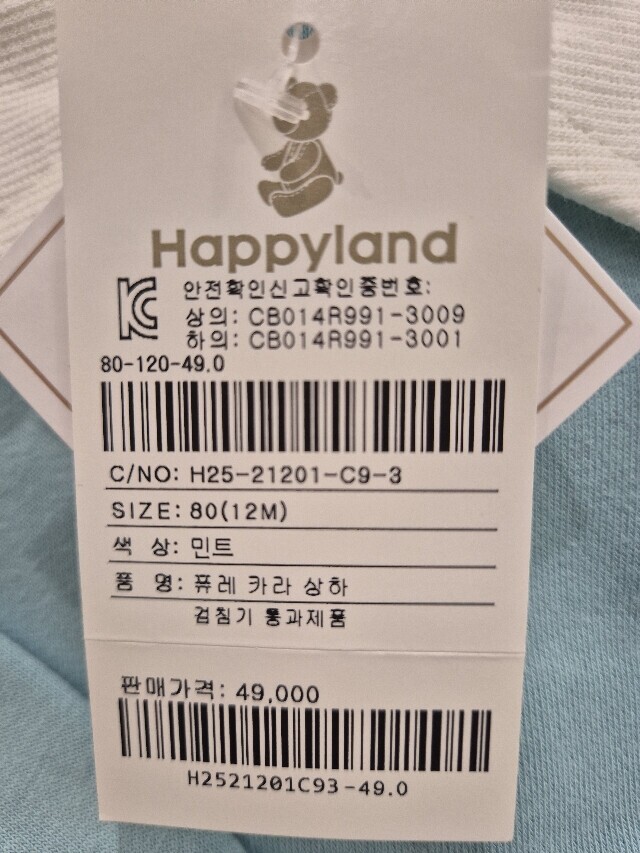 Happyland
안전확인신고확인증번호:
상의: CB014R991-3009
하의: CB014R991-3001
80-120-49.0
C/NO: H25-21201-C9-3
SIZE: 80(12M)
색 상: 민트
품 명: 퓨레 카라 상하
검침기 통과제품
판매가격: 49,000
H2521201C93-49.0